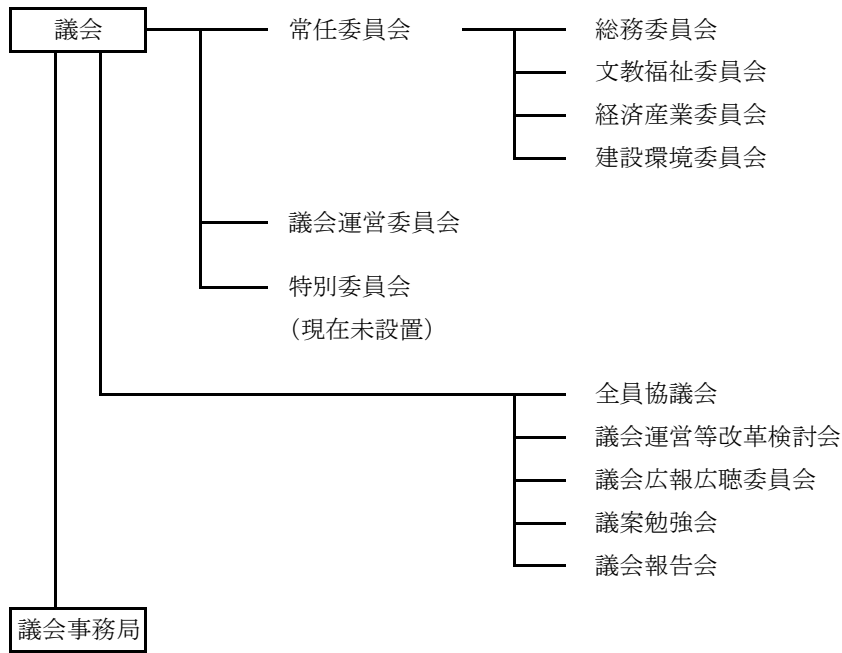 議会
常任委員会
総務委員会
文教福祉委員会
経済産業委員会
建設環境委員会
議会運営委員会
特別委員会
（現在未設置）
全員協議会
議会運営等改革検討会
議会広報広聴委員会
議案勉強会
議会報告会
議会事務局